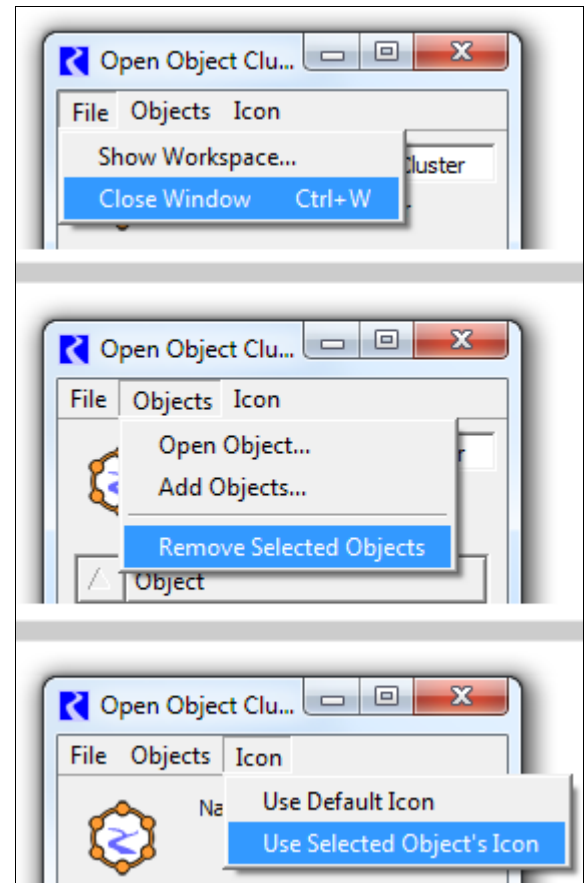 Open Object Clu...
File Objects Icon
Show Workspace...
Cluster
Close Window Ctrl+W
Open Object Clu...
File Objects Icon
Open Object...
Add Objects...
Remove Selected Objects
Object
Open Object Clu...
File Objects Icon
Na
Use Default Icon
Use Selected Object's Icon